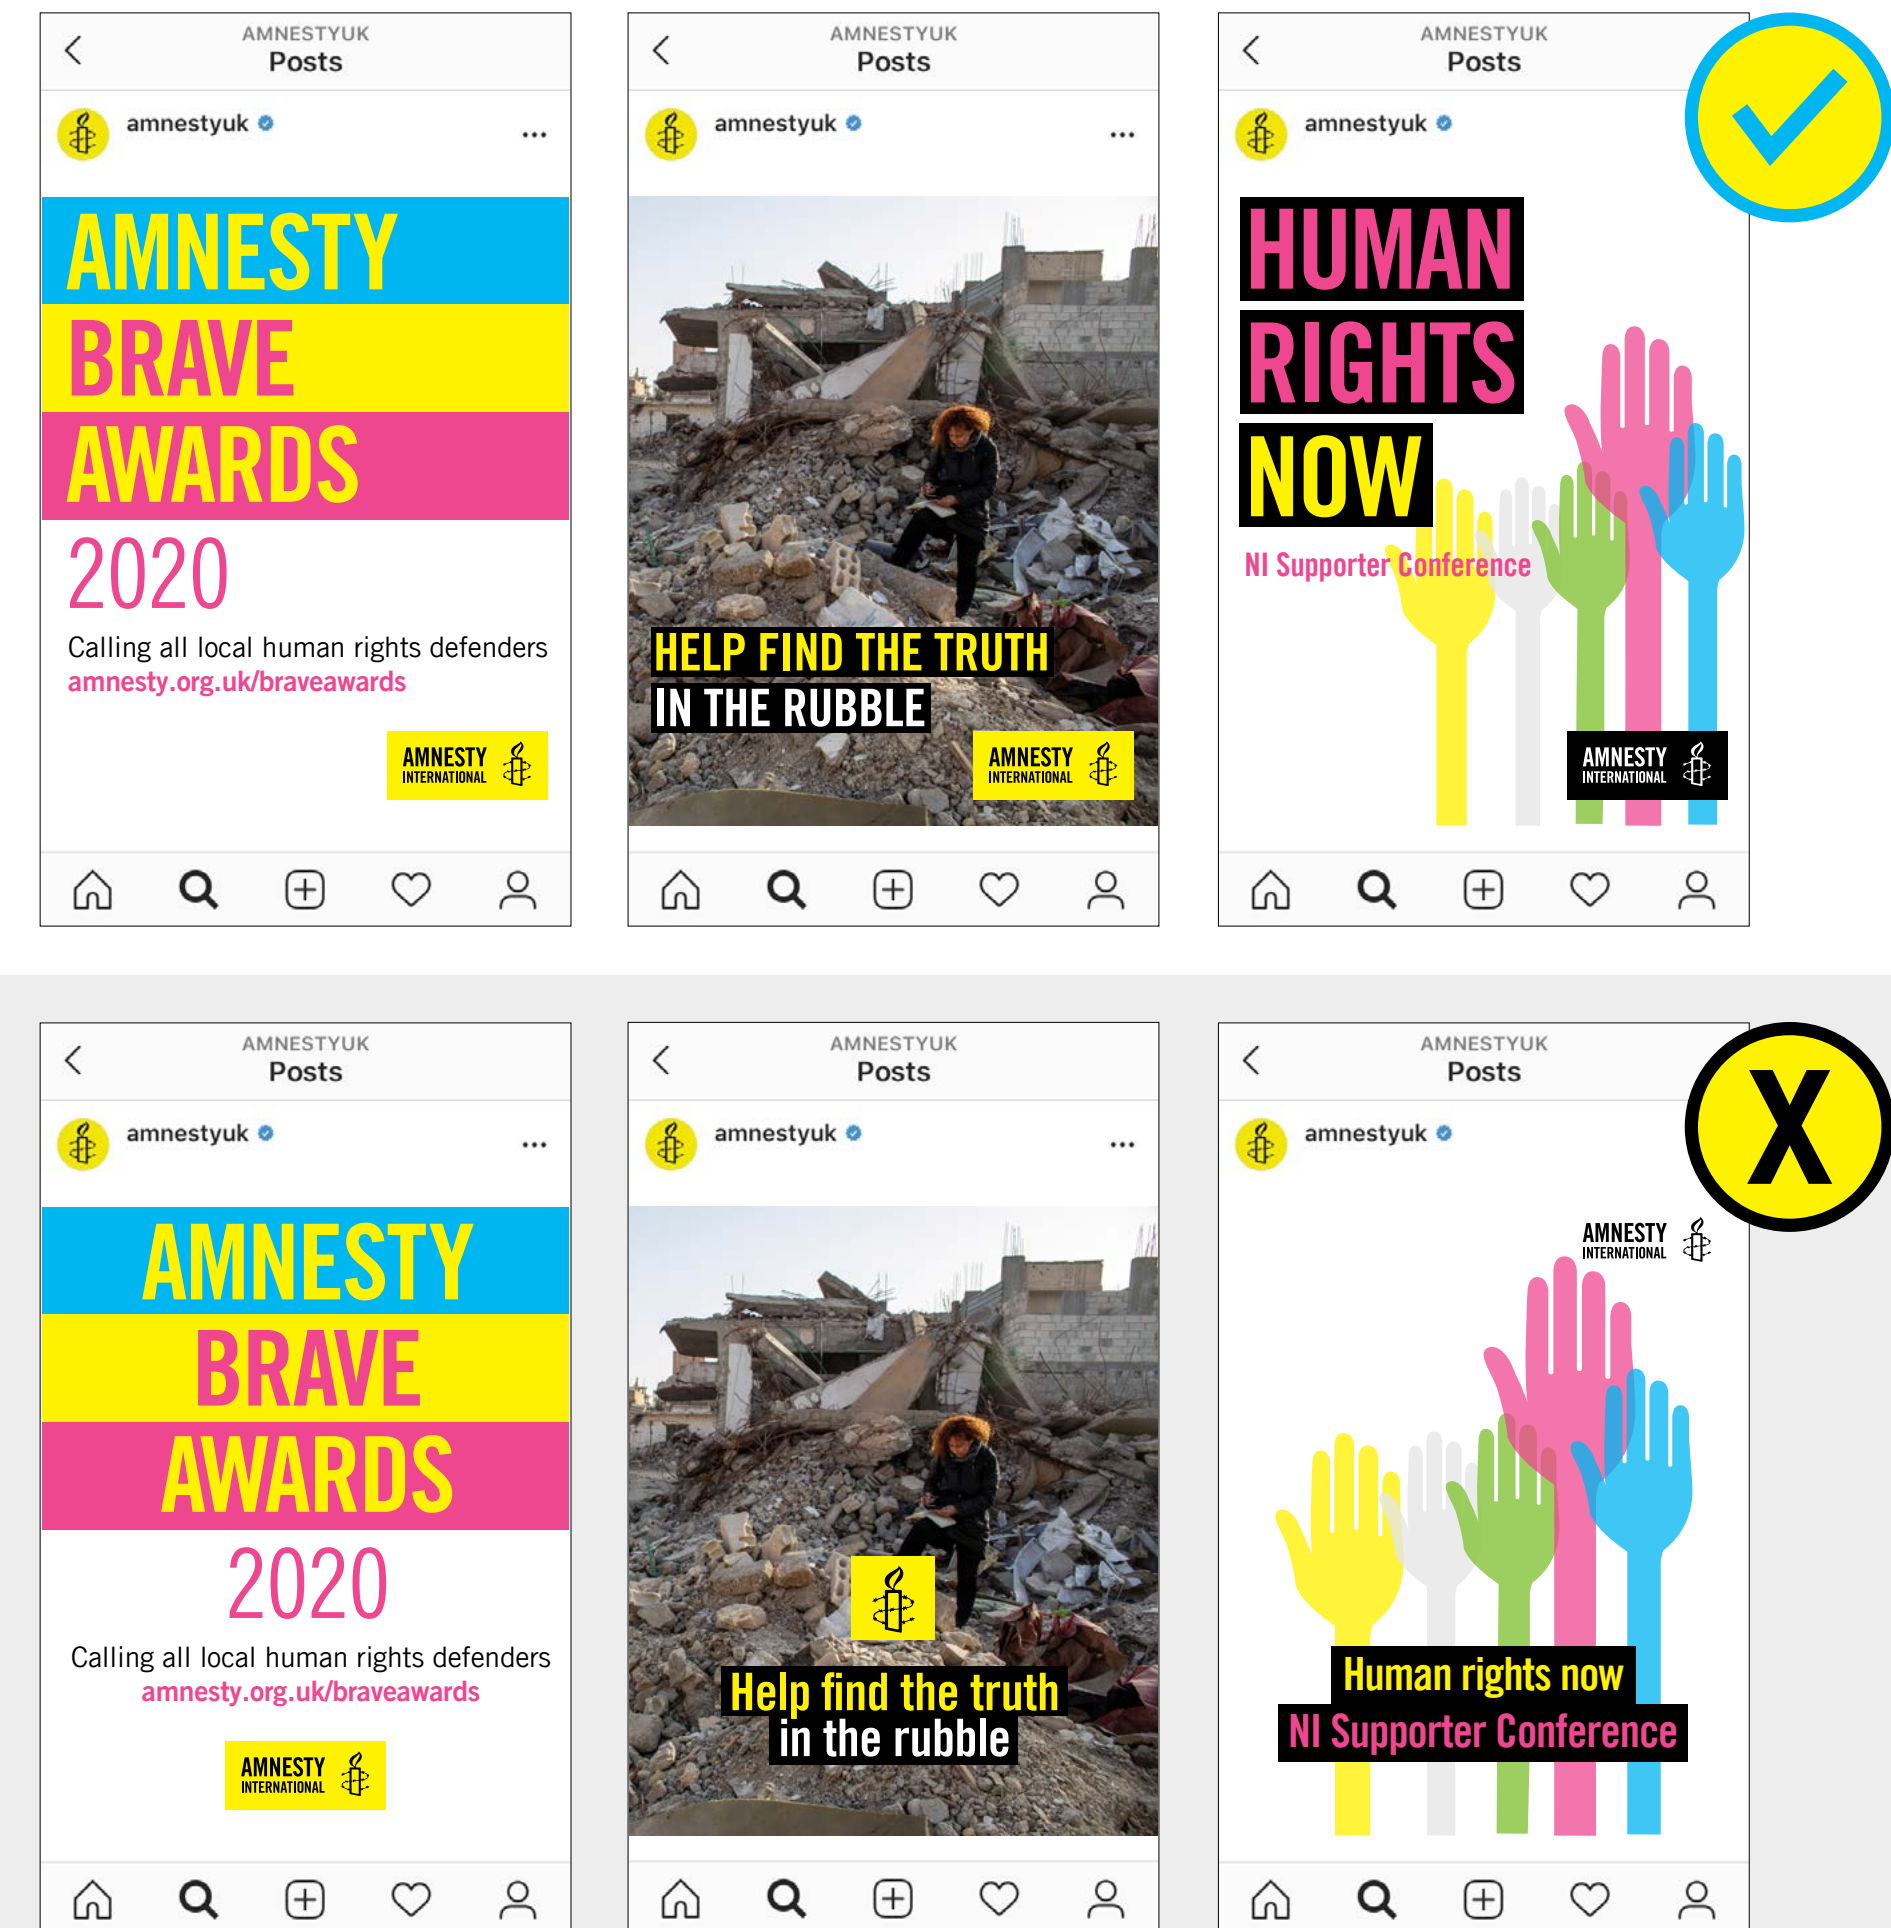 AMNESTYUK
Posts
amnestyuk
AMNESTY
BRAVE
AWARDS
2020
Calling all local human rights defenders
amnesty.org.uk/braveawards
AMNESTY
INTERNATIONAL
AMNESTYUK
Posts
amnestyuk
HELP FIND THE TRUTH
IN THE RUBBLE
AMNESTY
INTERNATIONAL
AMNESTYUK
Posts
amnestyuk
HUMAN
RIGHTS
NOW
NI Supporter Conference
AMNESTY
INTERNATIONAL
AMNESTYUK
Posts
amnestyuk
AMNESTY
BRAVE
AWARDS
2020
Calling all local human rights defenders
amnesty.org.uk/braveawards
AMNESTY
INTERNATIONAL
AMNESTYUK
Posts
amnestyuk
Help find the truth
in the rubble
AMNESTYUK
Posts
X
amnestyuk
AMNESTY
INTERNATIONAL
Human rights now
NI Supporter Conference